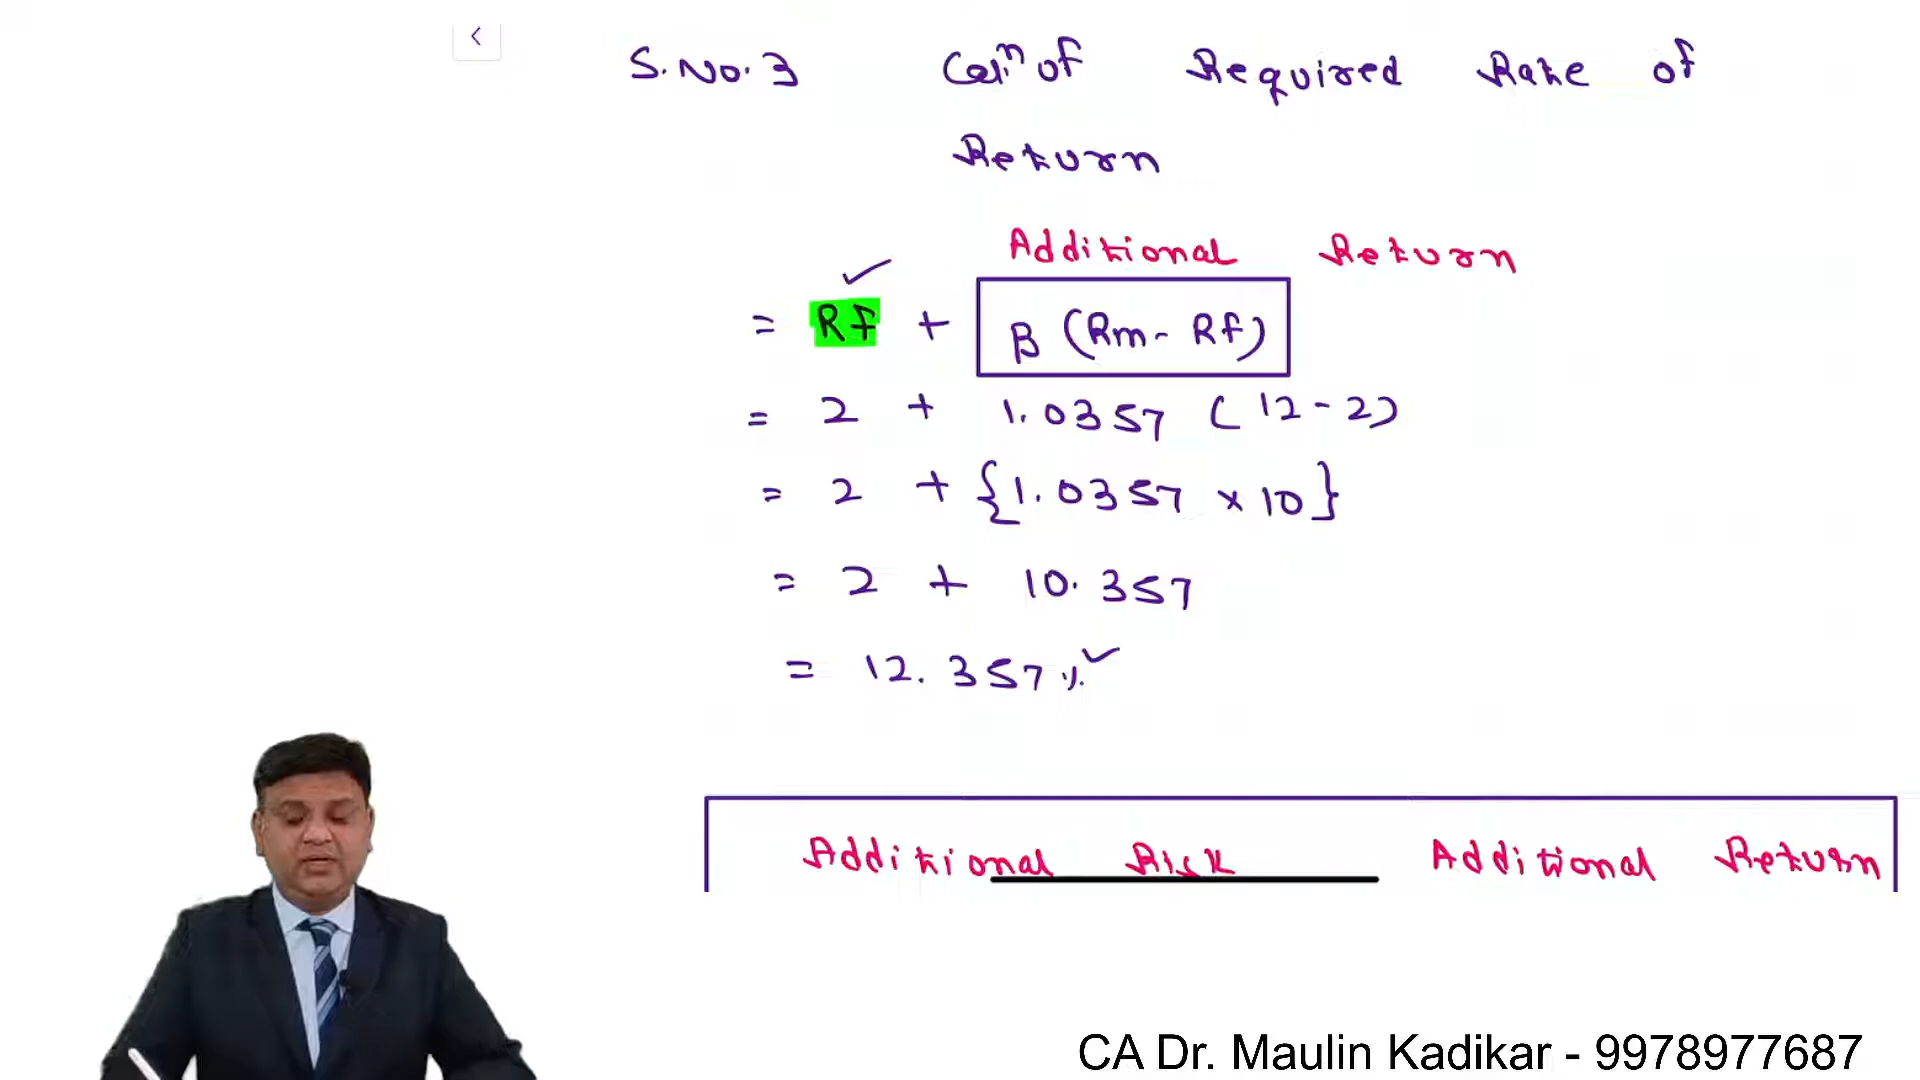 S.No.3 Calⁿ of Required Rate of
Return
Additional Return
= Rf + B (Rm - Rf)
= 2 + 1.0357 (12 - 2)
= 2 + {1.0357 × 10}
= 2 + 10.357
= 12.357 %
Additional Risk Additional Return
CA Dr. Maulin Kadikar - 9978977687